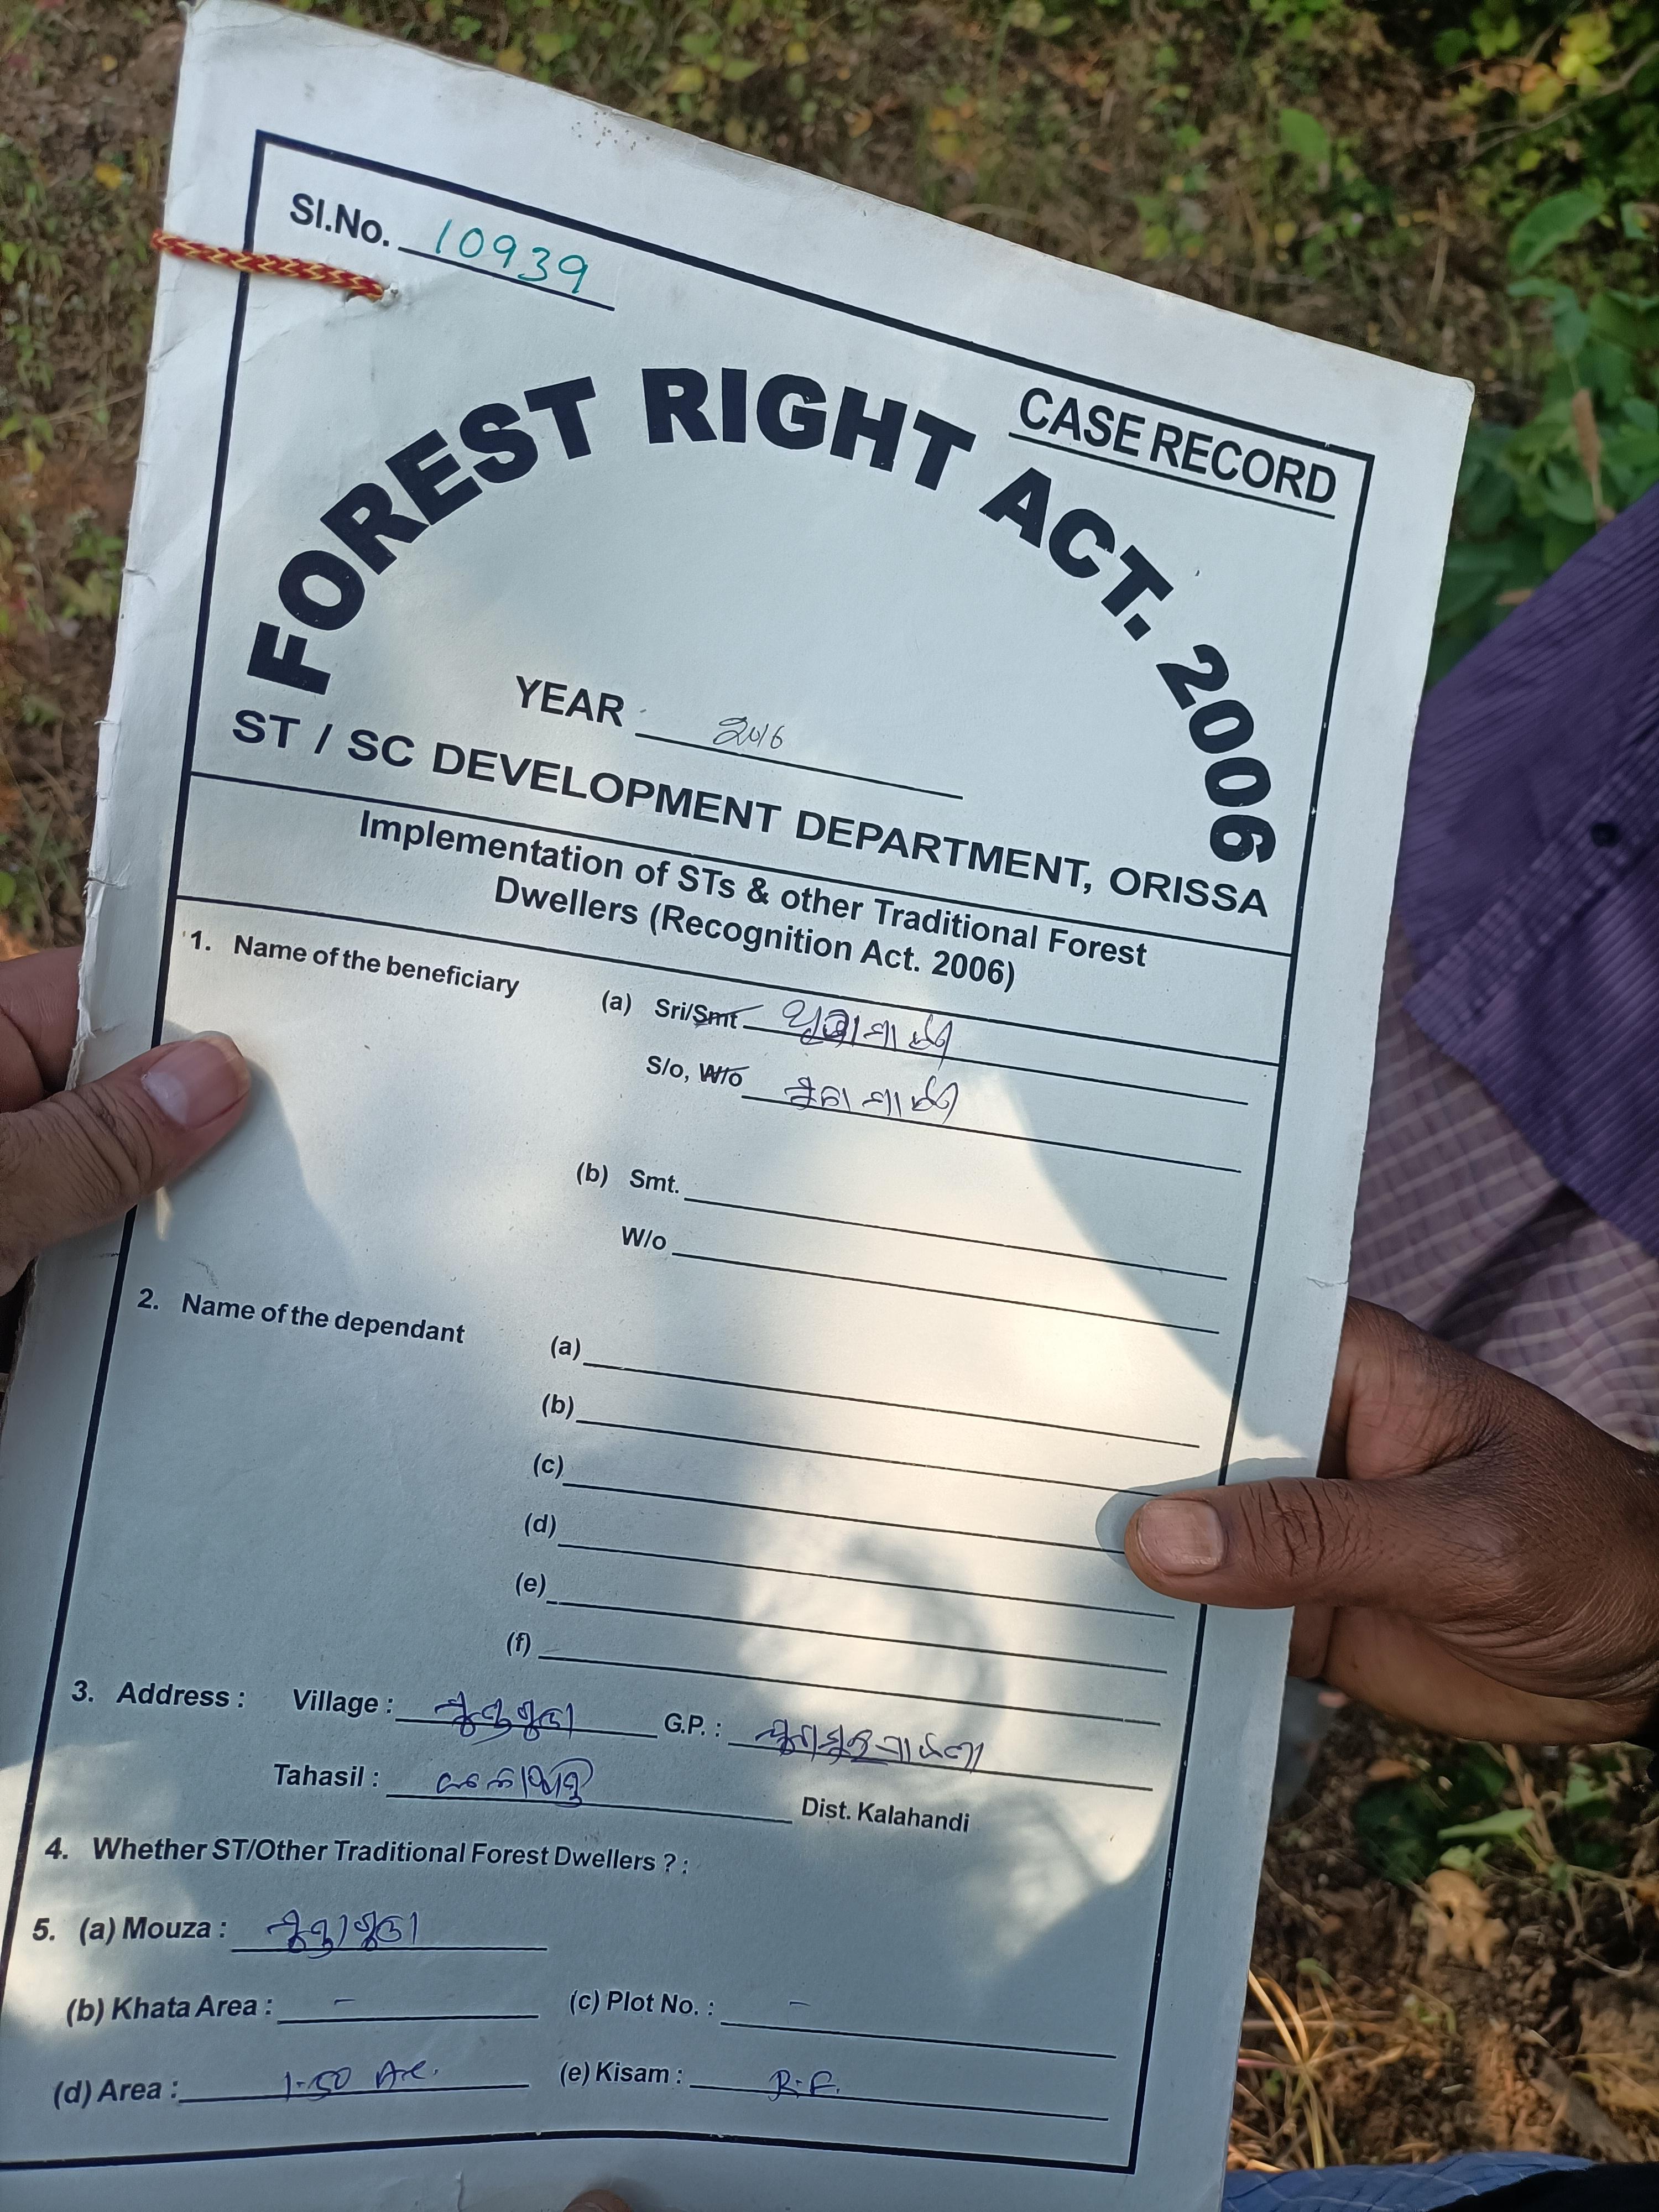 Sl.No. 10939
CASE RECORD
FOREST RIGHT ACT. 2006
YEAR 2016
ST / SC DEVELOPMENT DEPARTMENT, ORISSA
Implementation of STs & other Traditional Forest
Dwellers (Recognition Act. 2006)
1. Name of the beneficiary (a) Sri/Smt ମାଝୀ
S/o, W/o ମାଝୀ
(b) Smt.
W/o
2. Name of the dependant (a)
(b)
(c)
(d)
(e)
(f)
3. Address : Village : G.P. :
Tahasil : Dist. Kalahandi
4. Whether ST/Other Traditional Forest Dwellers ? :
5. (a) Mouza :
(b) Khata Area : – (c) Plot No. : –
(d) Area : 1.50 Ac. (e) Kisam : R.F.